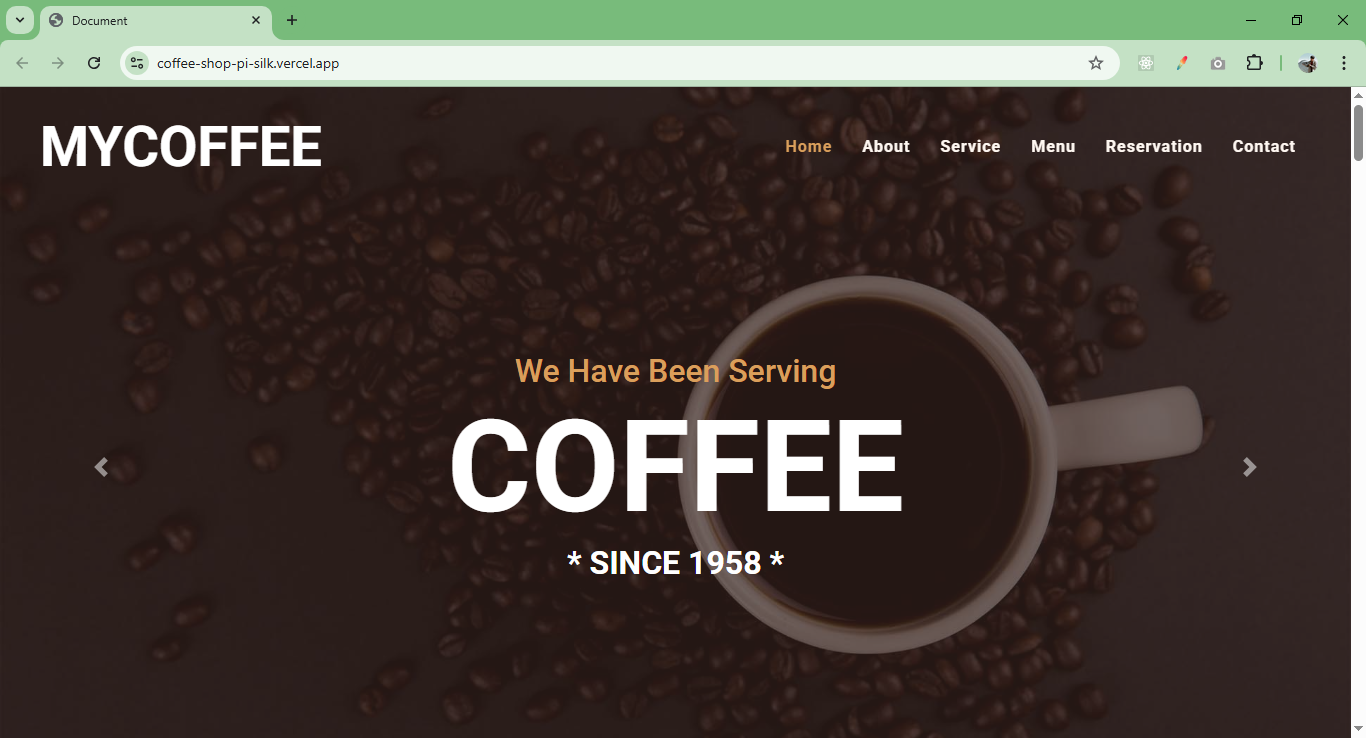 Document
coffee-shop-pi-silk.vercel.app
MYCOFFEE
Home About Service Menu Reservation Contact
We Have Been Serving
COFFEE
* SINCE 1958 *